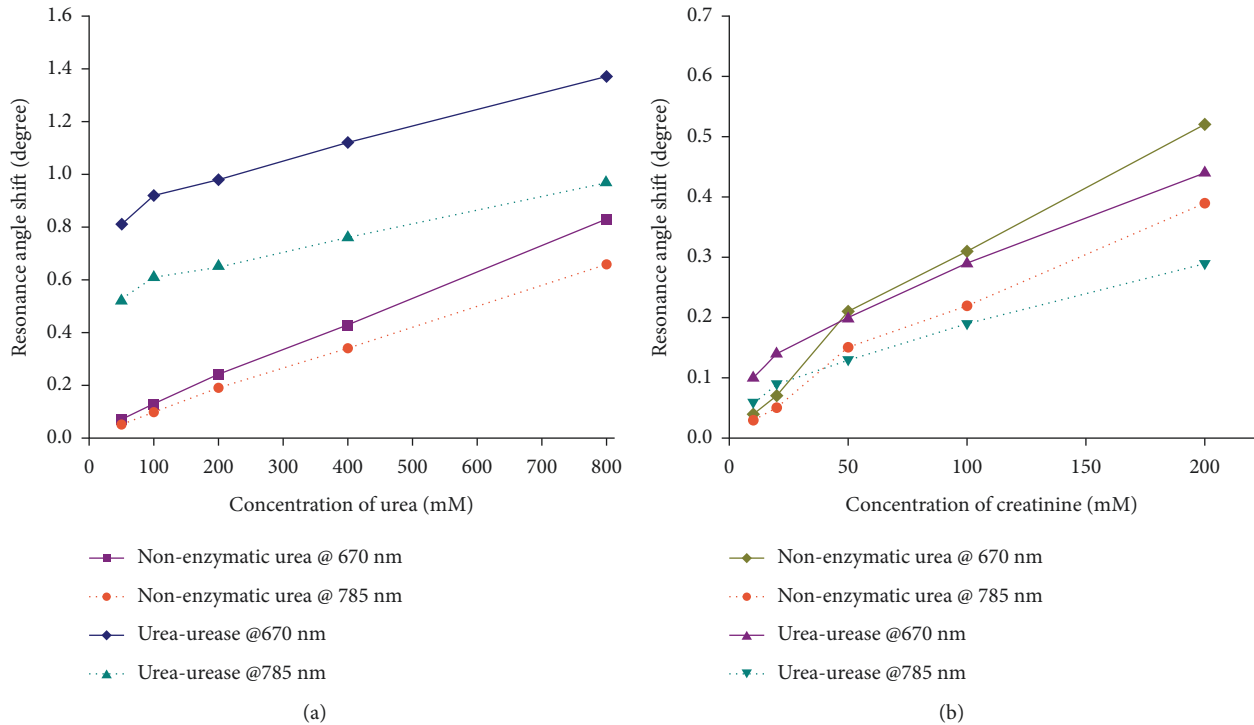 1.6
1.4
1.2
1.0
0.8
0.6
0.4
0.2
0.0
Resonance angle shift (degree)
0 100 200 300 400 500 600 700 800
Concentration of urea (mM)
Non-enzymatic urea @ 670 nm
Non-enzymatic urea @ 785 nm
Urea-urease @670 nm
Urea-urease @785 nm
(a)
0.7
0.6
0.5
0.4
0.3
0.2
0.1
0.0
Resonance angle shift (degree)
0 50 100 150 200
Concentration of creatinine (mM)
Non-enzymatic urea @ 670 nm
Non-enzymatic urea @ 785 nm
Urea-urease @670 nm
Urea-urease @785 nm
(b)